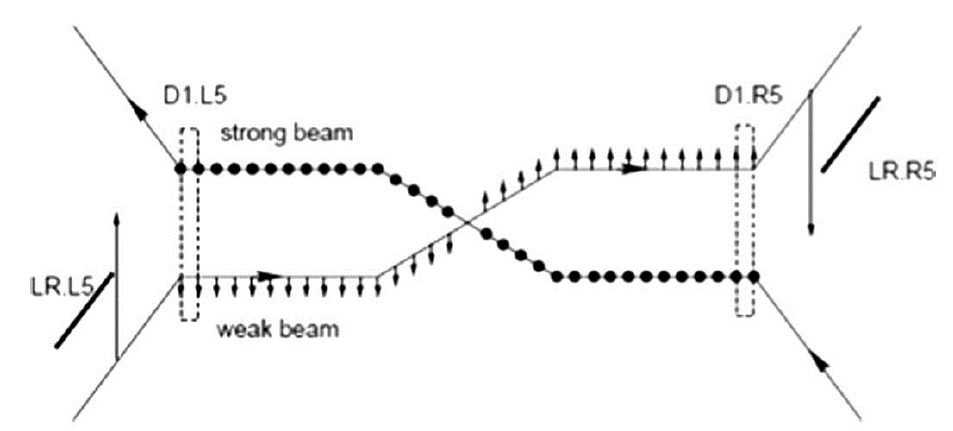 D1.L5
D1.R5
strong beam
LR.R5
LR.L5
weak beam